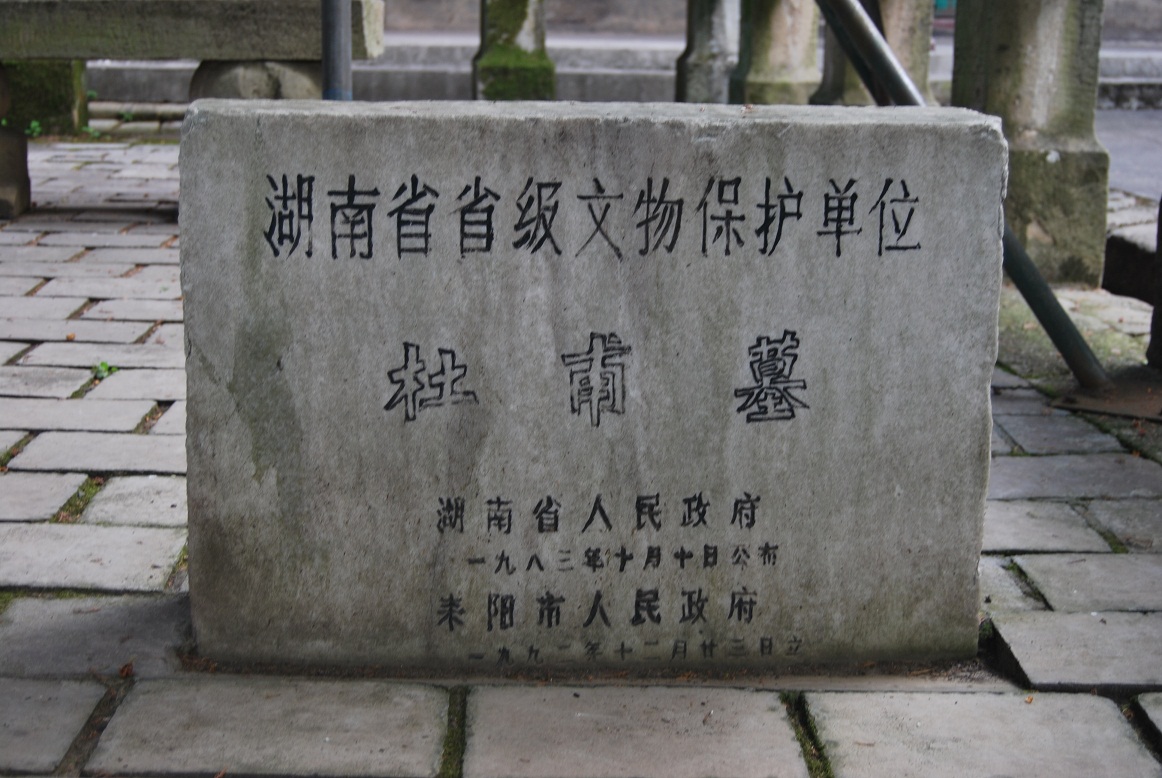 湖南省省级文物保护单位
杜甫墓
湖南省人民政府
一九八三年十月十日公布
耒阳市人民政府
一九九二年十二月廿三日立